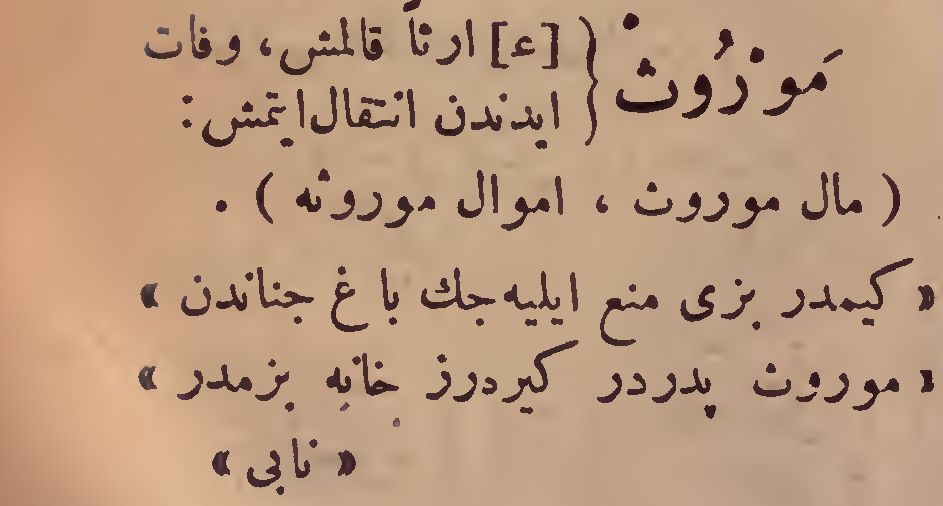 مَوْرُوثْ { [ع] ارثاً قالمش، وفات
ايدندن انتقال ايتمش :
( مال موروث ، اموال موروثه ) .
« كيمدر بزى منع ايليه‌جك باغ جناندن »
« موروث پدردر كيردرز خانه بزمدر »
« نابى »